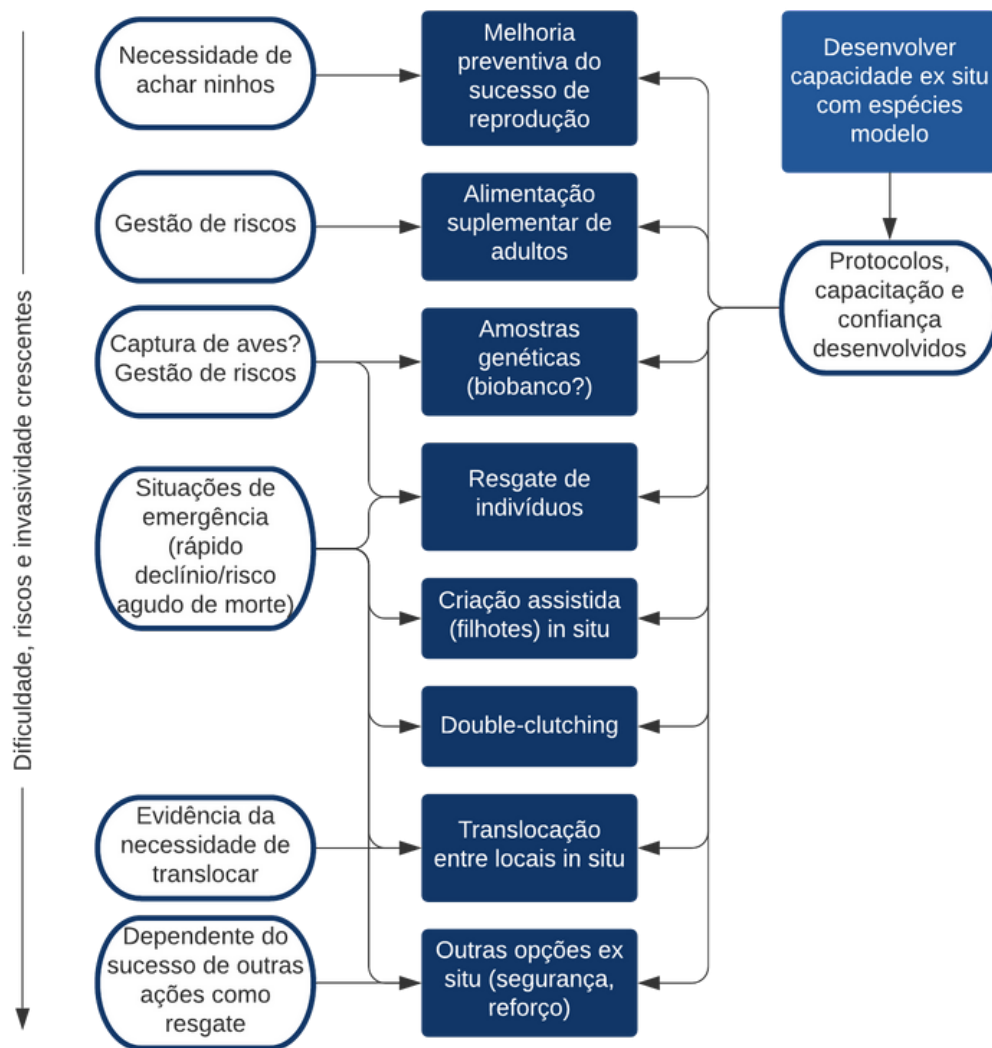 Dificuldade, riscos e invasividade crescentes
Necessidade de
achar ninhos
Melhoria
preventiva do
sucesso de
reprodução
Desenvolver
capacidade ex situ
com espécies
modelo
Gestão de riscos
Alimentação
suplementar de
adultos
Protocolos,
capacitação e
confiança
desenvolvidos
Captura de aves?
Gestão de riscos
Amostras
genéticas
(biobanco?)
Situações de
emergência
(rápido
declínio/risco
agudo de morte)
Resgate de
indivíduos
Criação assistida
(filhotes) in situ
Double-clutching
Evidência da
necessidade de
translocar
Translocação
entre locais in situ
Dependente do
sucesso de outras
ações como
resgate
Outras opções ex
situ (segurança,
reforço)